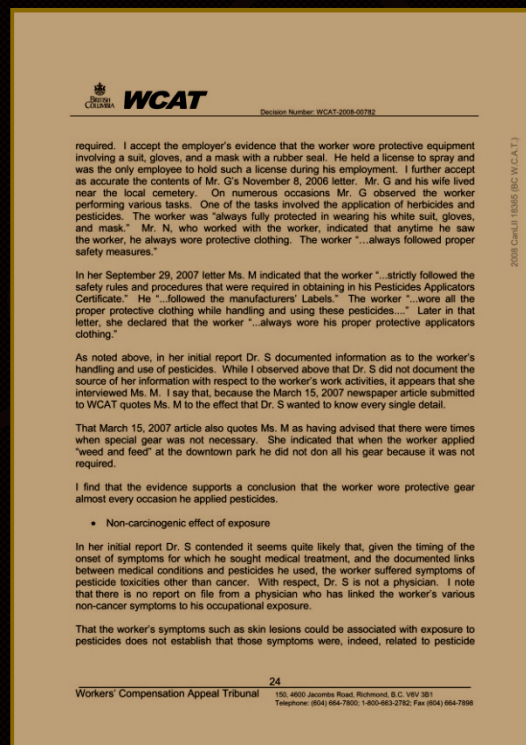 BRITISH
COLUMBIA
WCAT
Decision Number: WCAT-2008-00782
required. I accept the employer's evidence that the worker wore protective equipment
involving a suit, gloves, and a mask with a rubber seal. He held a license to spray and
was the only employee to hold such a license during his employment. I further accept
as accurate the contents of Mr. G's November 8, 2006 letter. Mr. G and his wife lived
near the local cemetery. On numerous occasions Mr. G observed the worker
performing various tasks. One of the tasks involved the application of herbicides and
pesticides. The worker was "always fully protected in wearing his white suit, gloves,
and mask." Mr. N, who worked with the worker, indicated that anytime he saw
the worker, he always wore protective clothing. The worker "...always followed proper
safety measures."
In her September 29, 2007 letter Ms. M indicated that the worker "...strictly followed the
safety rules and procedures that were required in obtaining in his Pesticides Applicators
Certificate." He "...followed the manufacturers' Labels." The worker "...wore all the
proper protective clothing while handling and using these pesticides...." Later in that
letter, she declared that the worker "...always wore his proper protective applicators
clothing."
As noted above, in her initial report Dr. S documented information as to the worker's
handling and use of pesticides. While I observed above that Dr. S did not document the
source of her information with respect to the worker's work activities, it appears that she
interviewed Ms. M. I say that, because the March 15, 2007 newspaper article submitted
to WCAT quotes Ms. M to the effect that Dr. S wanted to know every single detail.
That March 15, 2007 article also quotes Ms. M as having advised that there were times
when special gear was not necessary. She indicated that when the worker applied
"weed and feed" at the downtown park he did not don all his gear because it was not
required.
I find that the evidence supports a conclusion that the worker wore protective gear
almost every occasion he applied pesticides.
• Non-carcinogenic effect of exposure
In her initial report Dr. S contended it seems quite likely that, given the timing of the
onset of symptoms for which he sought medical treatment, and the documented links
between medical conditions and pesticides he used, the worker suffered symptoms of
pesticide toxicities other than cancer. With respect, Dr. S is not a physician. I note
that there is no report on file from a physician who has linked the worker's various
non-cancer symptoms to his occupational exposure.
That the worker's symptoms such as skin lesions could be associated with exposure to
pesticides does not establish that those symptoms were, indeed, related to pesticide
24
Workers' Compensation Appeal Tribunal
150, 4600 Jacombs Road, Richmond, B.C. V6V 3B1
Telephone: (604) 664-7800; 1-800-663-2782; Fax (604) 664-7898
2008 CanLII 18365 (BC W.C.A.T.)